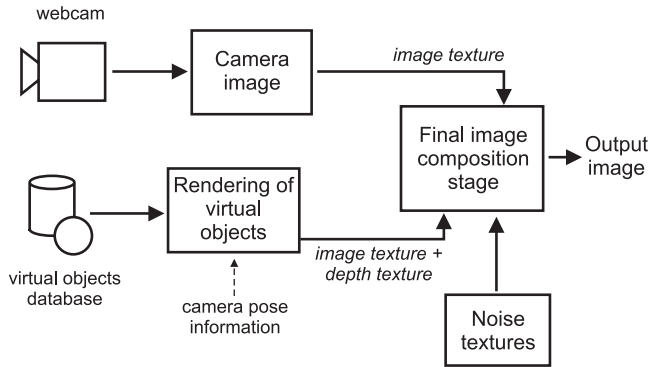 webcam
Camera
image
image texture
Final image
composition
stage
Output
image
Rendering of
virtual
objects
image texture +
depth texture
virtual objects
database
camera pose
information
Noise
textures